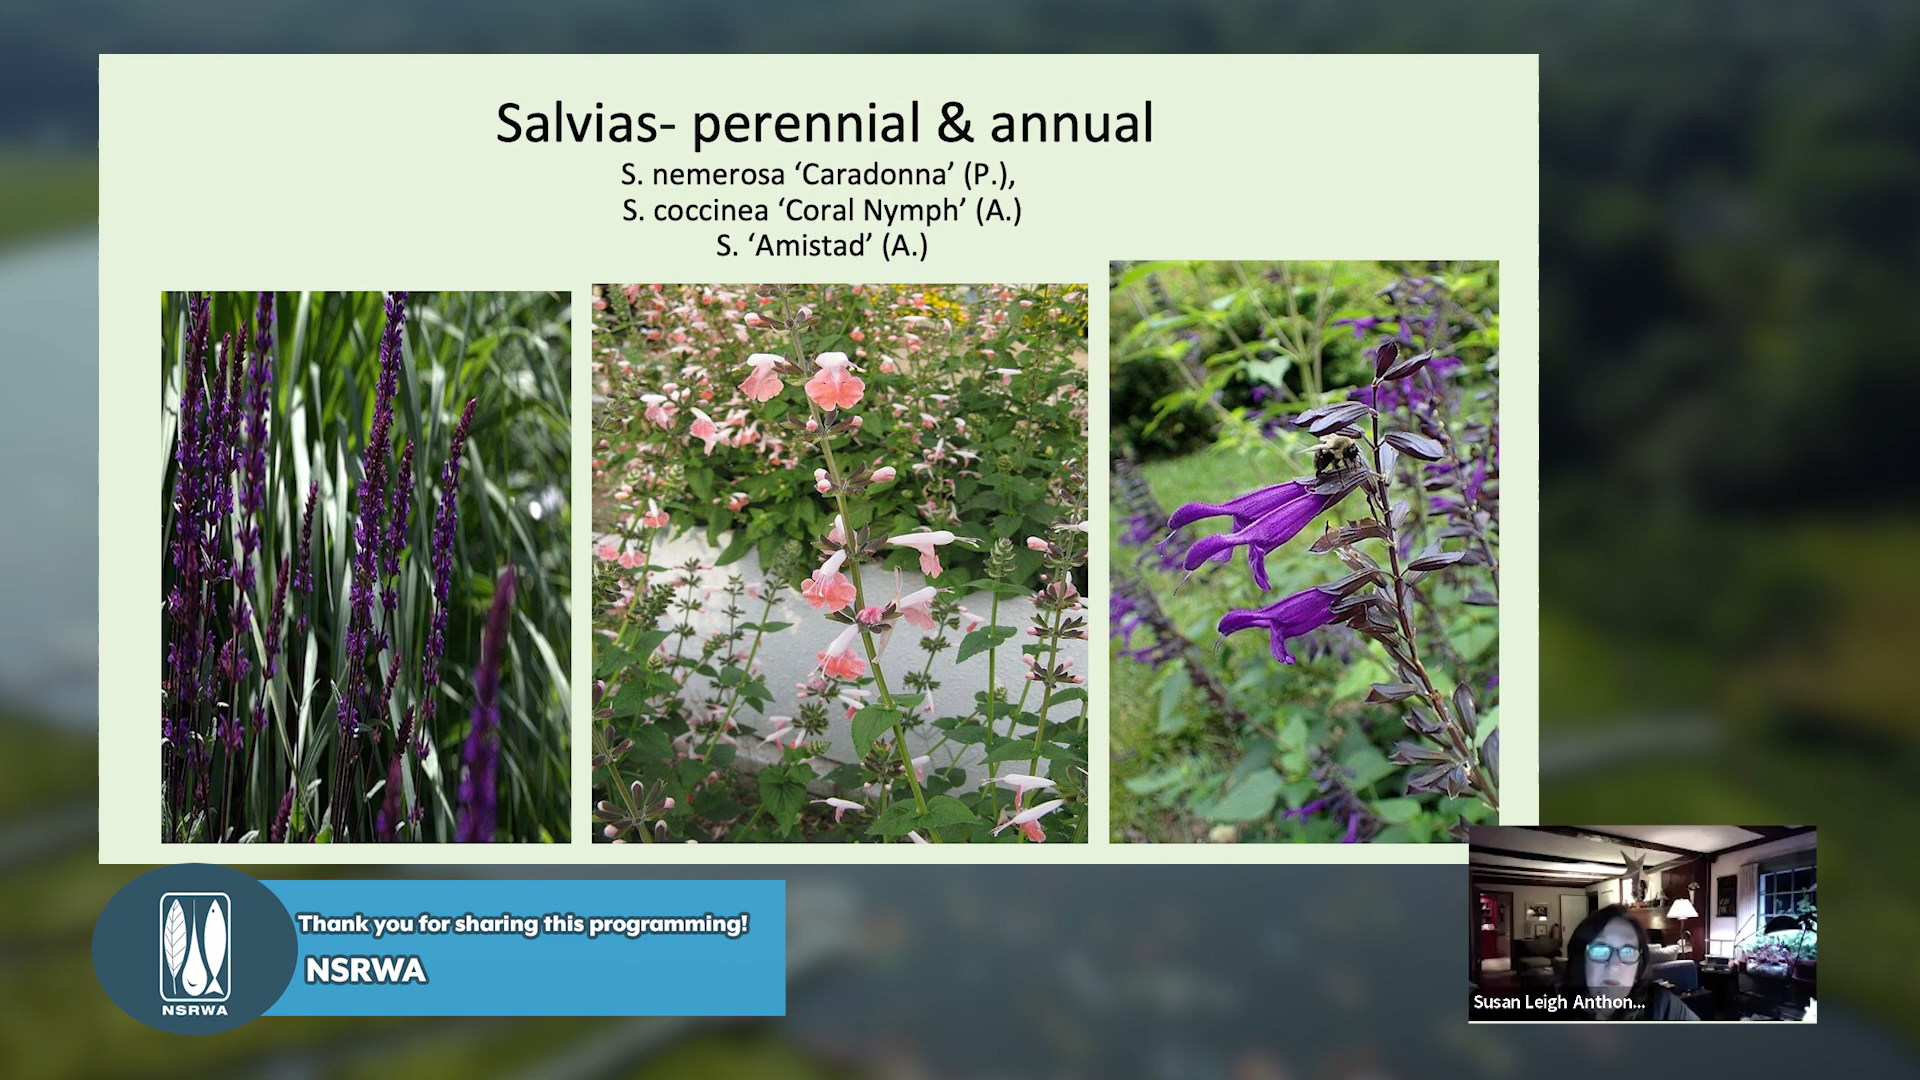 Salvias- perennial & annual
S. nemerosa ‘Caradonna’ (P.),
S. coccinea ‘Coral Nymph’ (A.)
S. ‘Amistad’ (A.)
Thank you for sharing this programming!
NSRWA
NSRWA
Susan Leigh Anthon...